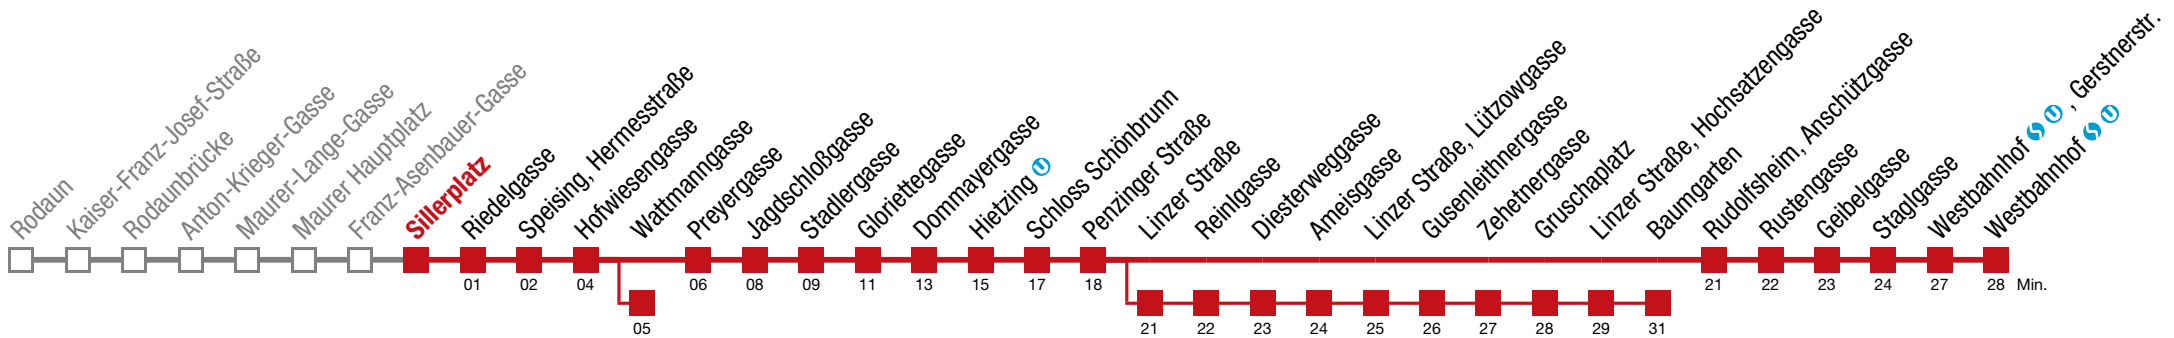 Rodaun
Kaiser-Franz-Josef-Straße
Rodaunbrücke
Anton-Krieger-Gasse
Maurer-Lange-Gasse
Maurer Hauptplatz
Franz-Asenbauer-Gasse
Sillerplatz
Riedelgasse
Speising, Hermesstraße
Hofwiesengasse
Wattmanngasse
Preyergasse
Jagdschloßgasse
Stadlergasse
Gloriettegasse
Dommayergasse
Hietzing U
Schloss Schönbrunn
Penzinger Straße
Linzer Straße
Reinlgasse
Diesterweggasse
Ameisgasse
Linzer Straße, Lützowgasse
Gusenleithnergasse
Zehetnergasse
Gruschaplatz
Linzer Straße, Hochsatzengasse
Baumgarten
Rudolfsheim, Anschützgasse
Rustengasse
Geibelgasse
Staglgasse
Westbahnhof S U, Gerstnerstr.
Westbahnhof S U
01 02 04 06 08 09 11 13 15 17 18 21 22 23 24 27 28 Min.
05 21 22 23 24 25 26 27 28 29 31